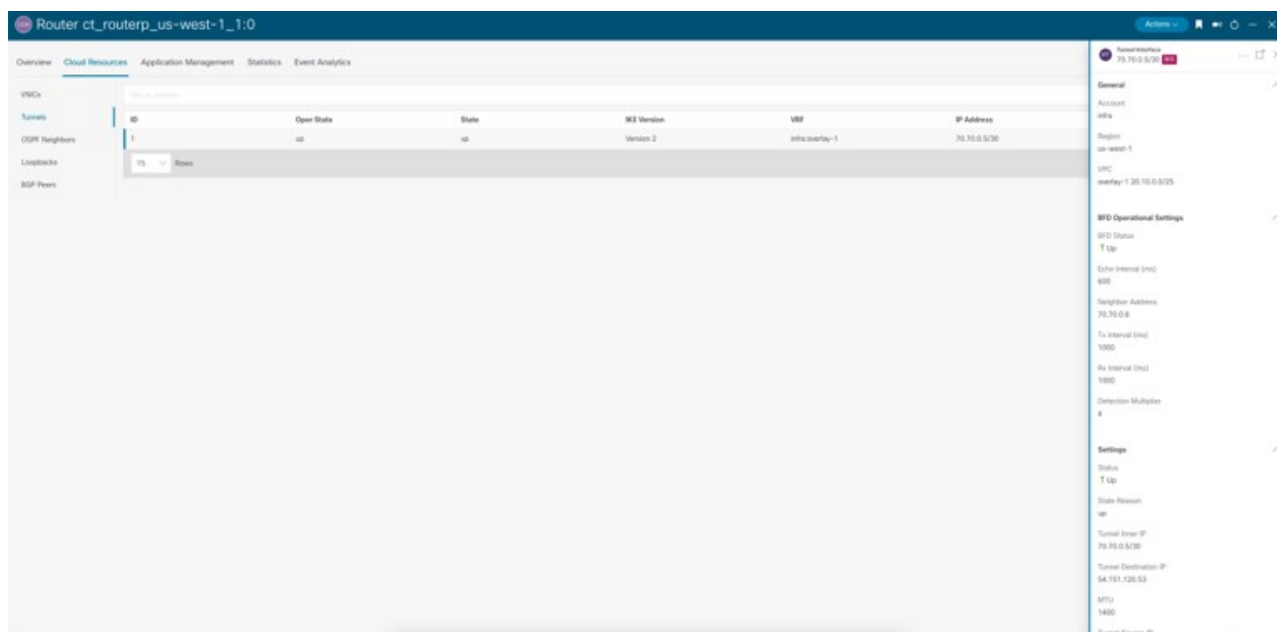 Router ct_routerp_us-west-1_1:0
Actions
Overview Cloud Resources Application Management Statistics Event Analytics
VNICs
Tunnels
OSPF Neighbors
Loopbacks
BGP Peers
ID Oper State State IKE Version VRF IP Address
1 up up Version 2 infra:overlay-1 70.70.0.5/30
15 Rows
Tunnel Interface
70.70.0.5/30
General
Account
infra
Region
us-west-1
VPC
overlay-1 20.10.0.0/25
BFD Operational Settings
BFD Status
Up
Echo Interval (ms)
600
Neighbor Address
70.70.0.6
Tx Interval (ms)
1000
Rx Interval (ms)
1000
Detection Multiplier
4
Settings
Status
Up
State Reason
up
Tunnel Inner IP
70.70.0.5/30
Tunnel Destination IP
54.151.120.53
MTU
1400